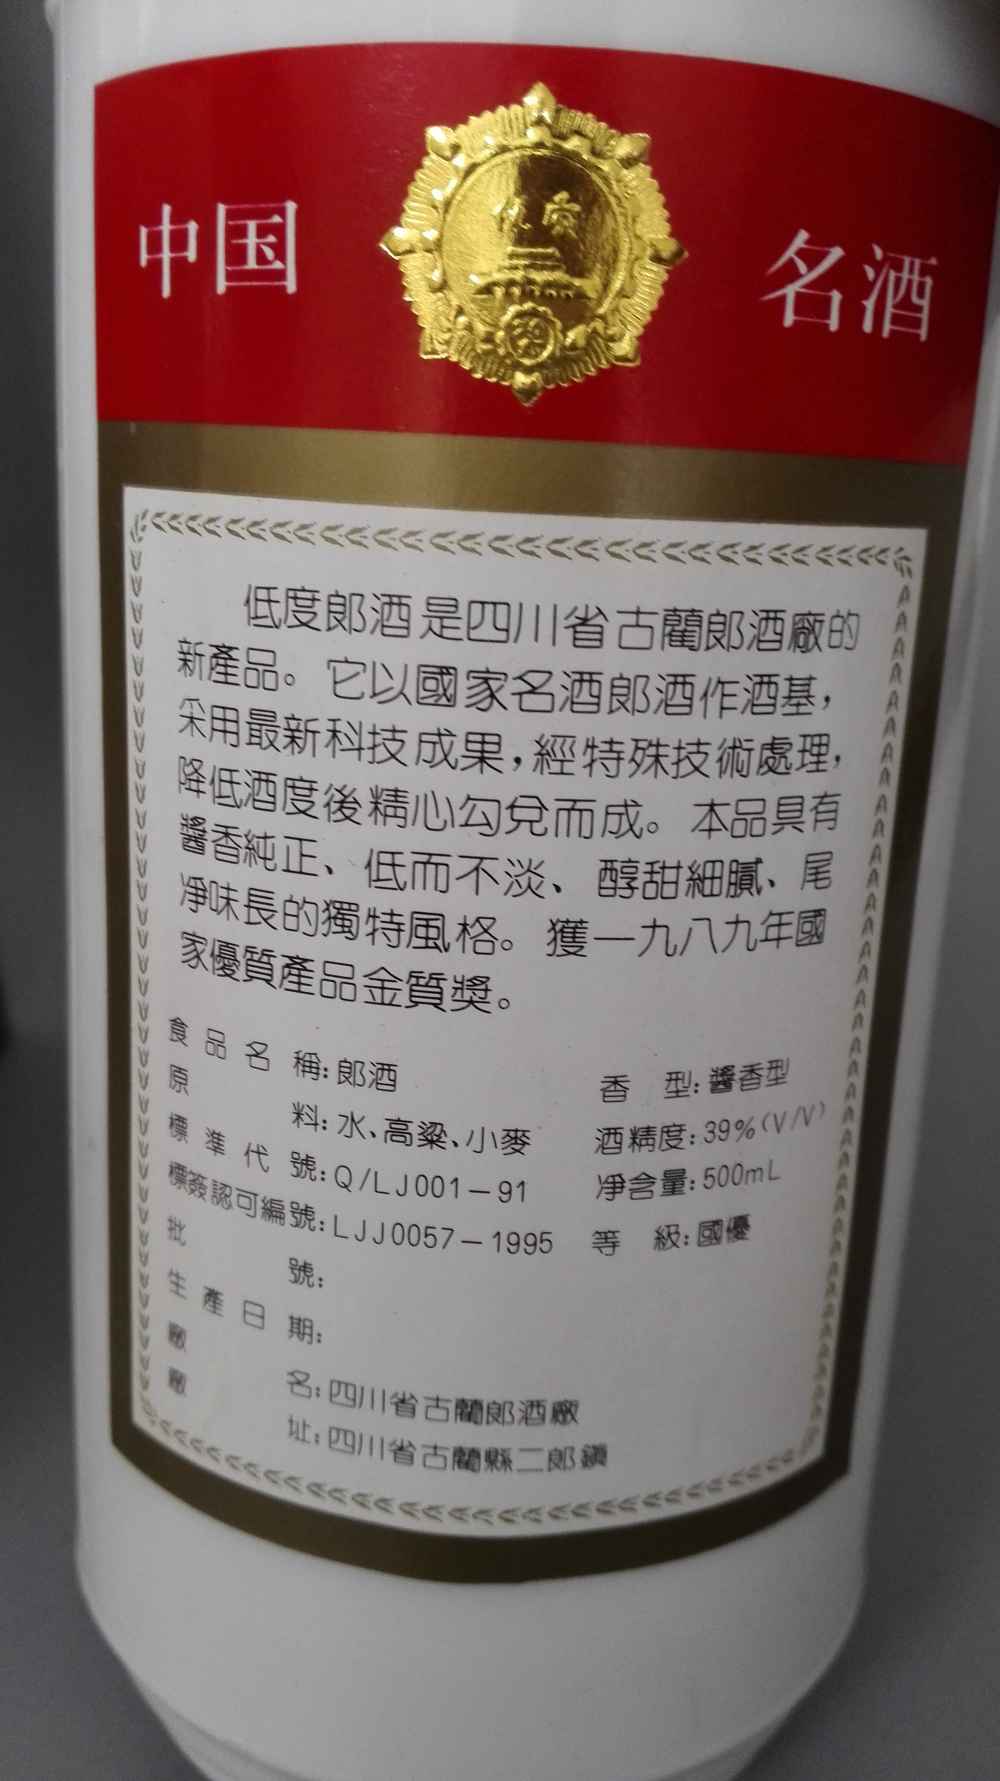 中国 名酒
低度郎酒是四川省古藺郎酒廠的
新產品。它以國家名酒郎酒作酒基，
采用最新科技成果，經特殊技術處理，
降低酒度後精心勾兌而成。本品具有
醬香純正、低而不淡、醇甜細膩、尾
凈味長的獨特風格。獲一九八九年國
家優質產品金質獎。
食品名稱：郎酒 香型：醬香型
原料：水、高粱、小麥 酒精度：39%(V/V)
標準代號：Q/LJ001－91 凈含量：500mL
標簽認可編號：LJJ0057－1995 等級：國優
批號：
生產日期：
廠名：四川省古藺郎酒廠
廠址：四川省古藺縣二郎鎮